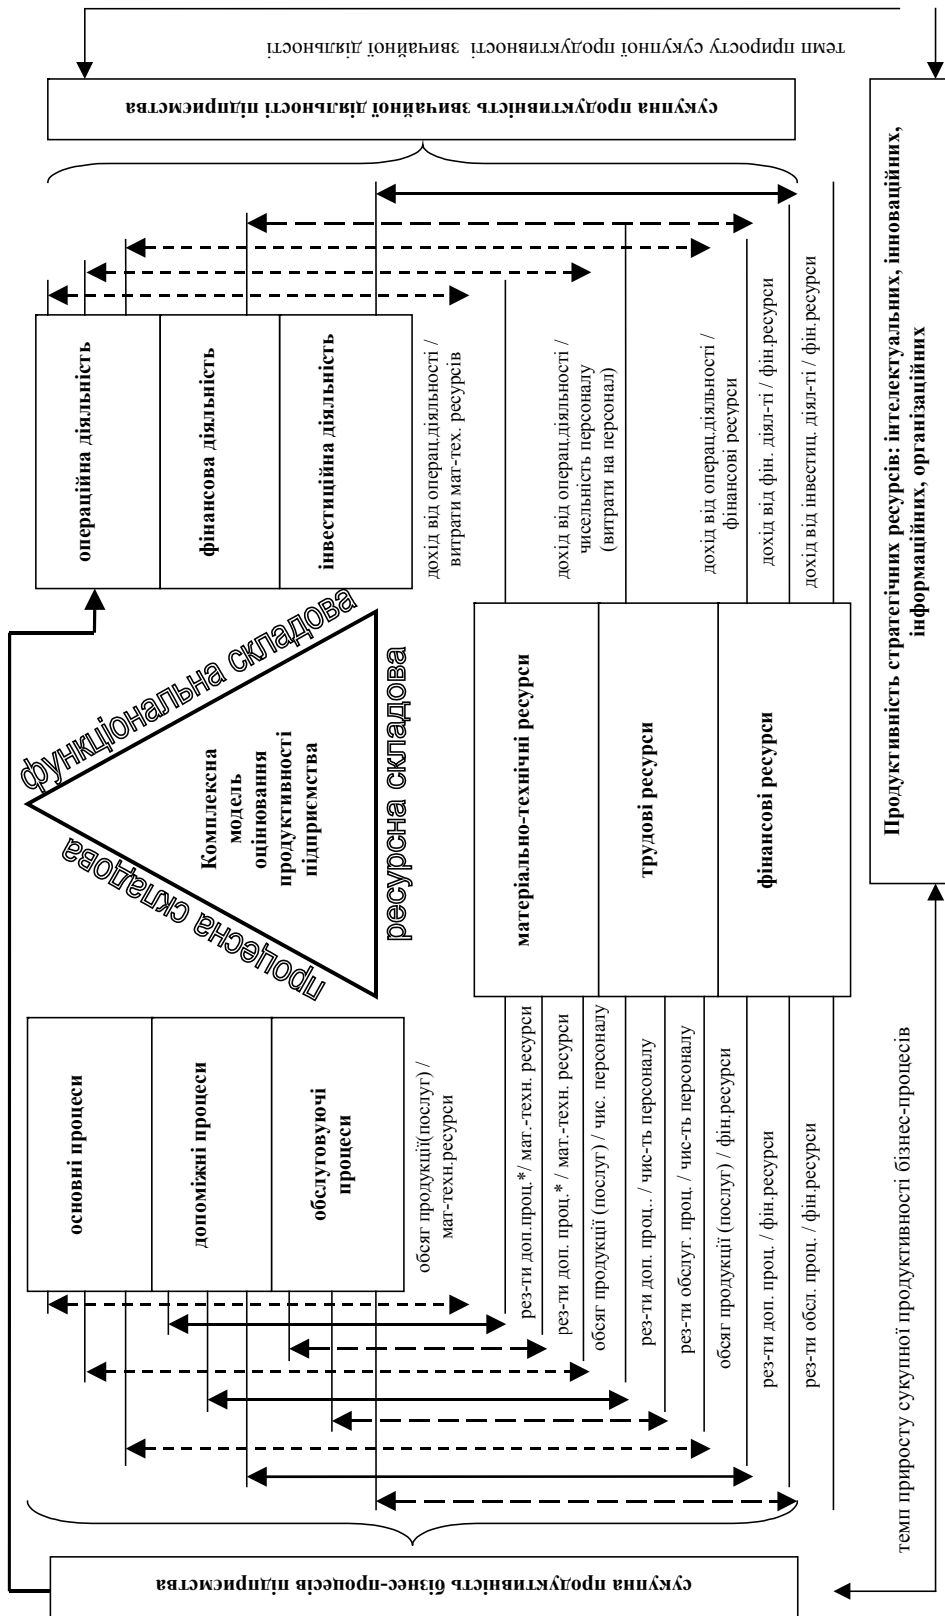 сукупна продуктивність бізнес-процесів підприємства
основні процеси
допоміжні процеси
обслуговуючі
процеси
обсяг продукції(послуг) /
мат-техн.ресурси
рез-ти доп.проц.*/ мат.-техн. ресурси
рез-ти доп. проц.* / мат.-техн. ресурси
обсяг продукції (послуг) / чис. персоналу
рез-ти доп. проц.. / чис-ть персоналу
рез-ти обслуг. проц. / чис-ть персоналу
обсяг продукції (послуг) / фін.ресурси
рез-ти доп. проц. / фін.ресурси
рез-ти обсл. проц. / фін.ресурси
темп приросту сукупної продуктивності бізнес-процесів
процесна складова
функціональна складова
Комплексна
модель
оцінювання
продуктивності
підприємства
ресурсна складова
матеріально-технічні ресурси
трудові ресурси
фінансові ресурси
операційна діяльність
фінансова діяльність
інвестиційна діяльність
дохід від операц.діяльності /
витрати мат-тех. ресурсів
дохід від операц.діяльності /
чисельність персоналу
(витрати на персонал)
дохід від операц.діяльності /
фінансові ресурси
дохід від фін. діял-ті / фін.ресурси
дохід від інвестиц. діял-ті / фін.ресурси
сукупна продуктивність звичайної діяльності підприємства
темп приросту сукупної продуктивності звичайної діяльності
Продуктивність стратегічних ресурсів: інтелектуальних, інноваційних,
інформаційних, організаційних